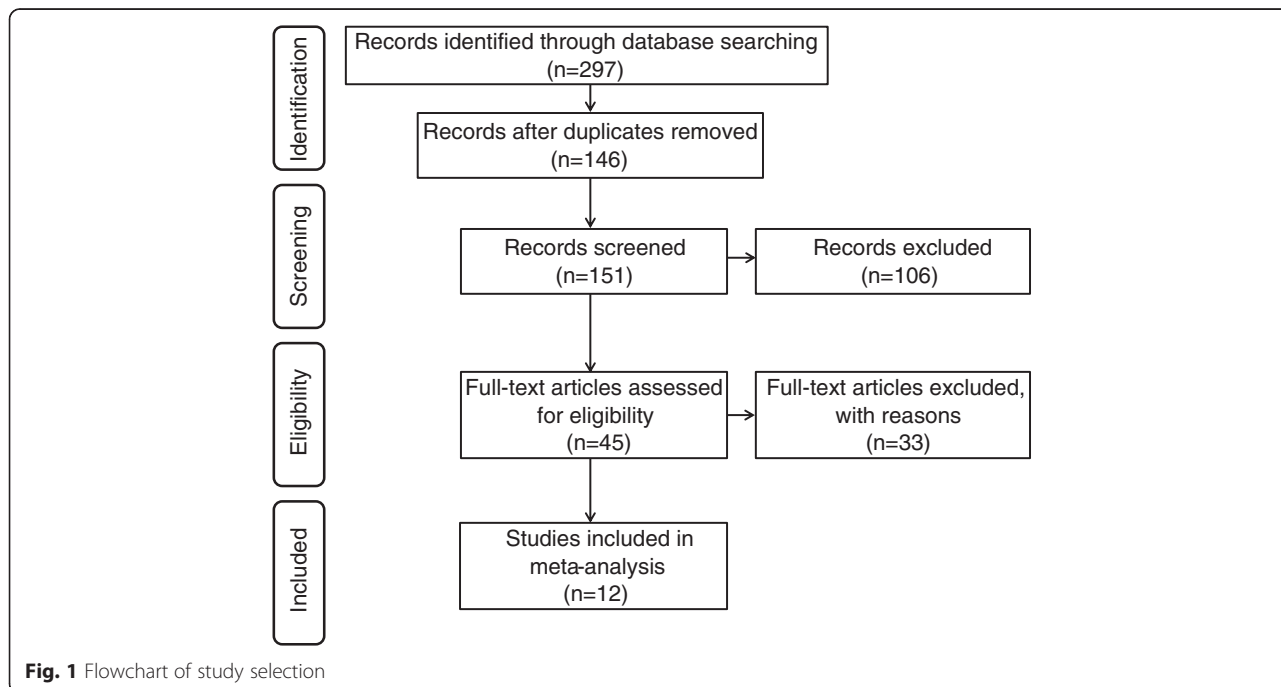 Identification
Records identified through database searching
(n=297)
Records after duplicates removed
(n=146)
Screening
Records screened
(n=151)
Records excluded
(n=106)
Eligibility
Full-text articles assessed
for eligibility
(n=45)
Full-text articles excluded,
with reasons
(n=33)
Included
Studies included in
meta-analysis
(n=12)
Fig. 1 Flowchart of study selection